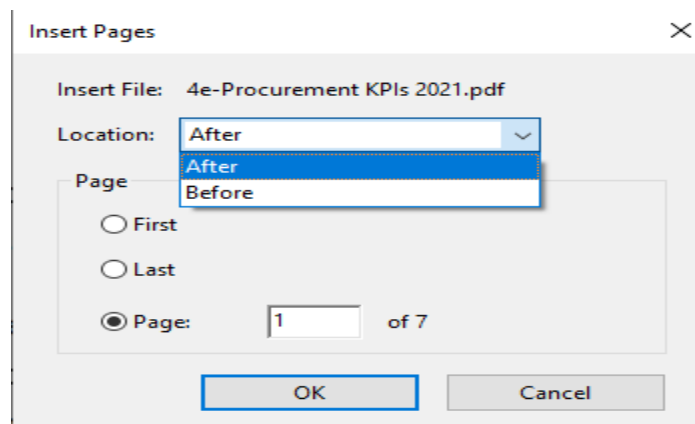 Insert Pages
Insert File: 4e-Procurement KPIs 2021.pdf
Location: After
After
Before
Page
First
Last
Page: 1 of 7
OK Cancel